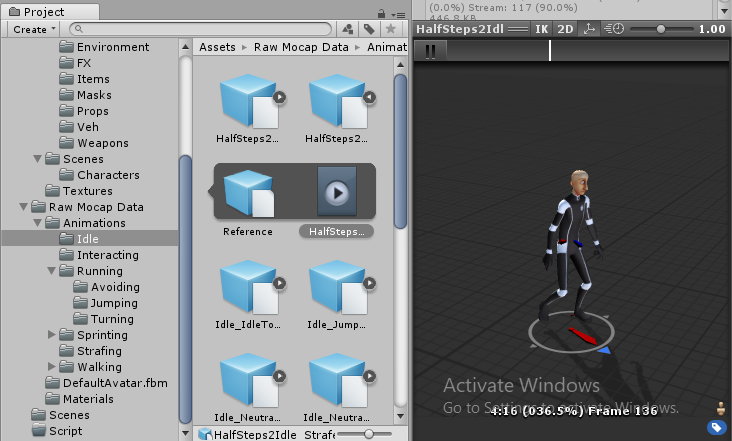 Project
Create
Environment
FX
Items
Masks
Props
Veh
Weapons
Scenes
Characters
Textures
Raw Mocap Data
Animations
Idle
Interacting
Running
Avoiding
Jumping
Turning
Sprinting
Strafing
Walking
DefaultAvatar.fbm
Materials
Scenes
Script
Assets Raw Mocap Data Animat
HalfSteps2... HalfSteps2...
Reference HalfSteps...
Idle_IdleTo... Idle_Jump...
Idle_Neutra... Idle_Neutra...
HalfSteps2Idle Strafe
(0.0%) Stream: 117 (90.0%)
446.8 KB
HalfSteps2Idl IK 2D 1.00
Activate Windows
Go to Settings to activate Windows.
4:16 (036.5%) Frame 136